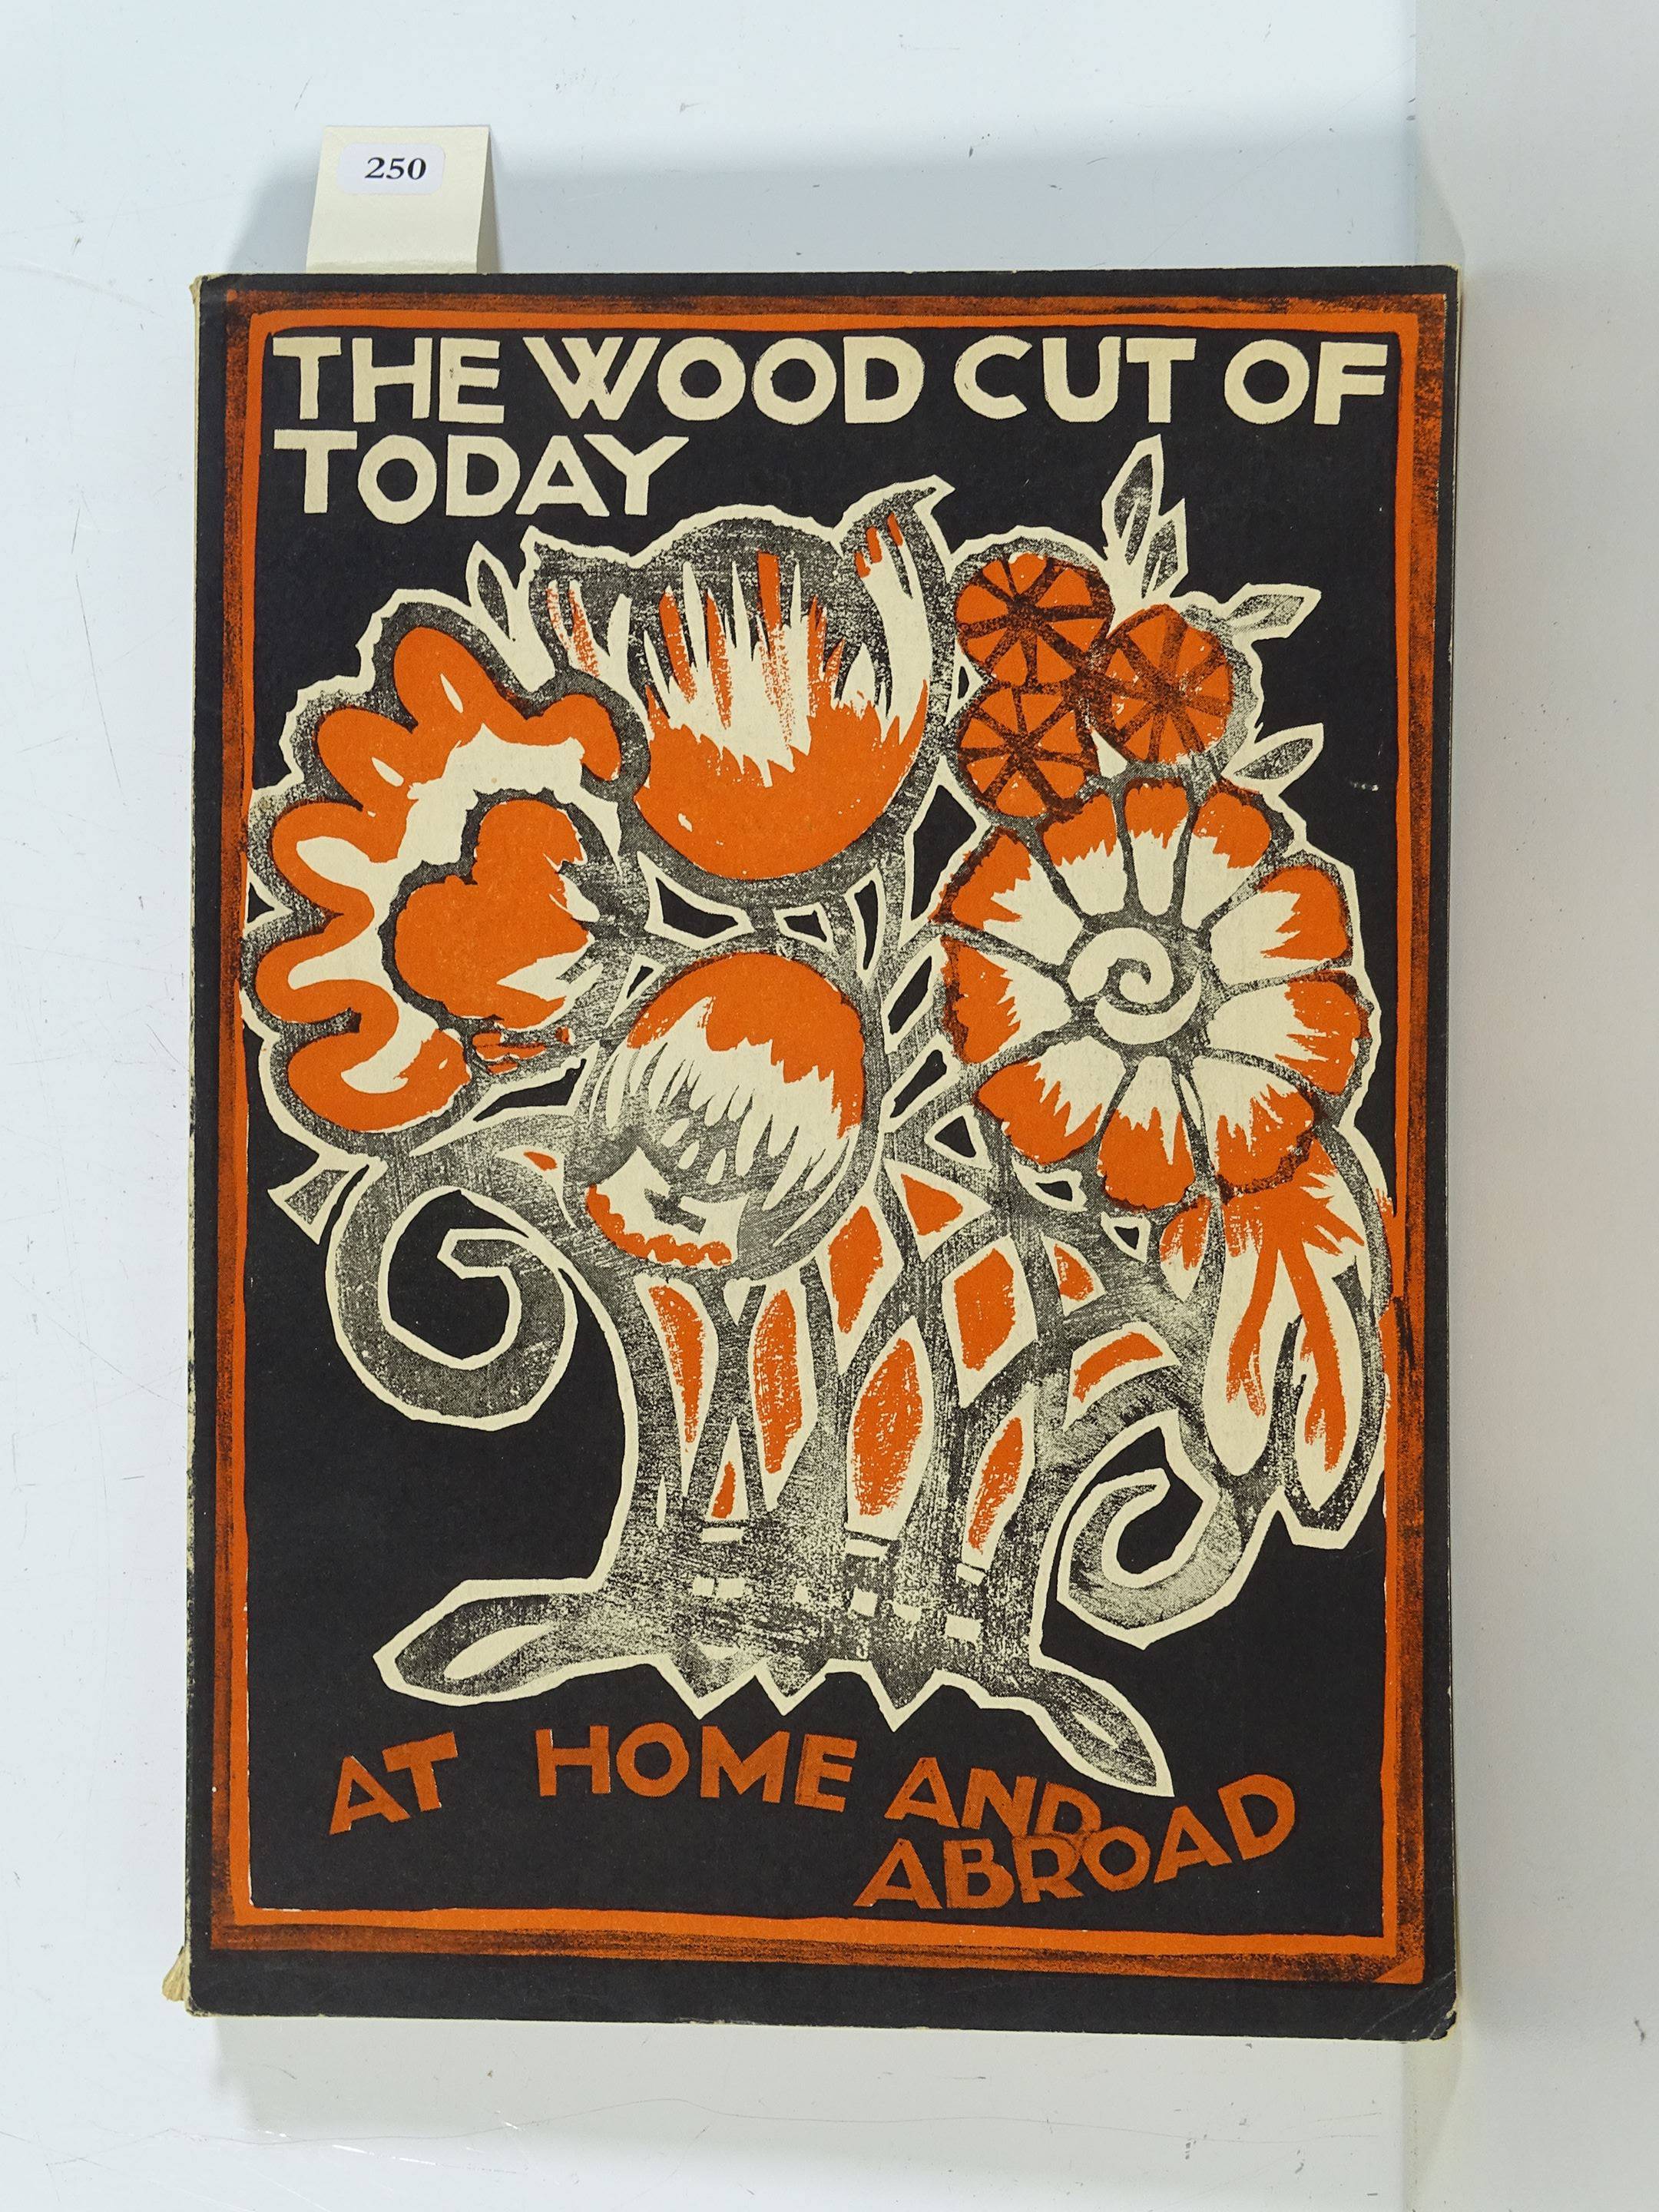 250
THE WOOD CUT OF
TODAY
AT HOME AND
ABROAD